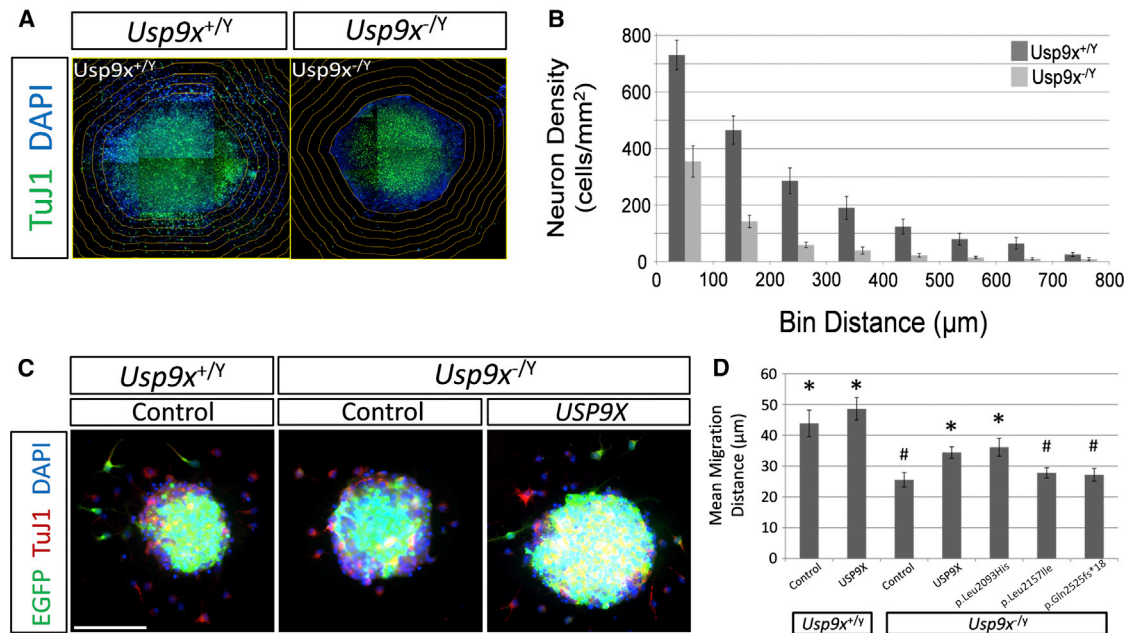 A
Usp9x+/Y
Usp9x-/Y
TuJ1 DAPI
Usp9x+/Y
Usp9x-/Y
B
Neuron Density
(cells/mm²)
800
600
400
200
0
Usp9x+/Y
Usp9x-/Y
0 100 200 300 400 500 600 700 800
Bin Distance (µm)
C
Usp9x+/Y
Usp9x-/Y
Control
Control
USP9X
EGFP TuJ1 DAPI
D
Mean Migration
Distance (µm)
60
50
40
30
20
10
0
* * # * * # #
Control
USP9X
Control
USP9X
p.Leu2093His
p.Leu2157Ile
p.Gln2525fs*18
Usp9x+/Y
Usp9x-/Y